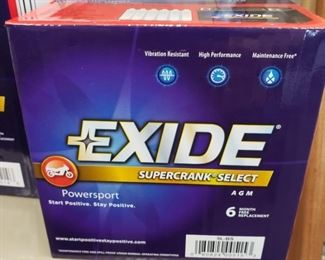 Vibration Resistant High Performance Maintenance Free*
EXIDE®
SUPERCRANK™ SELECT
AGM
Powersport
Start Positive. Stay Positive.
6 MONTH FREE REPLACEMENT
www.startpositivestaypositive.com